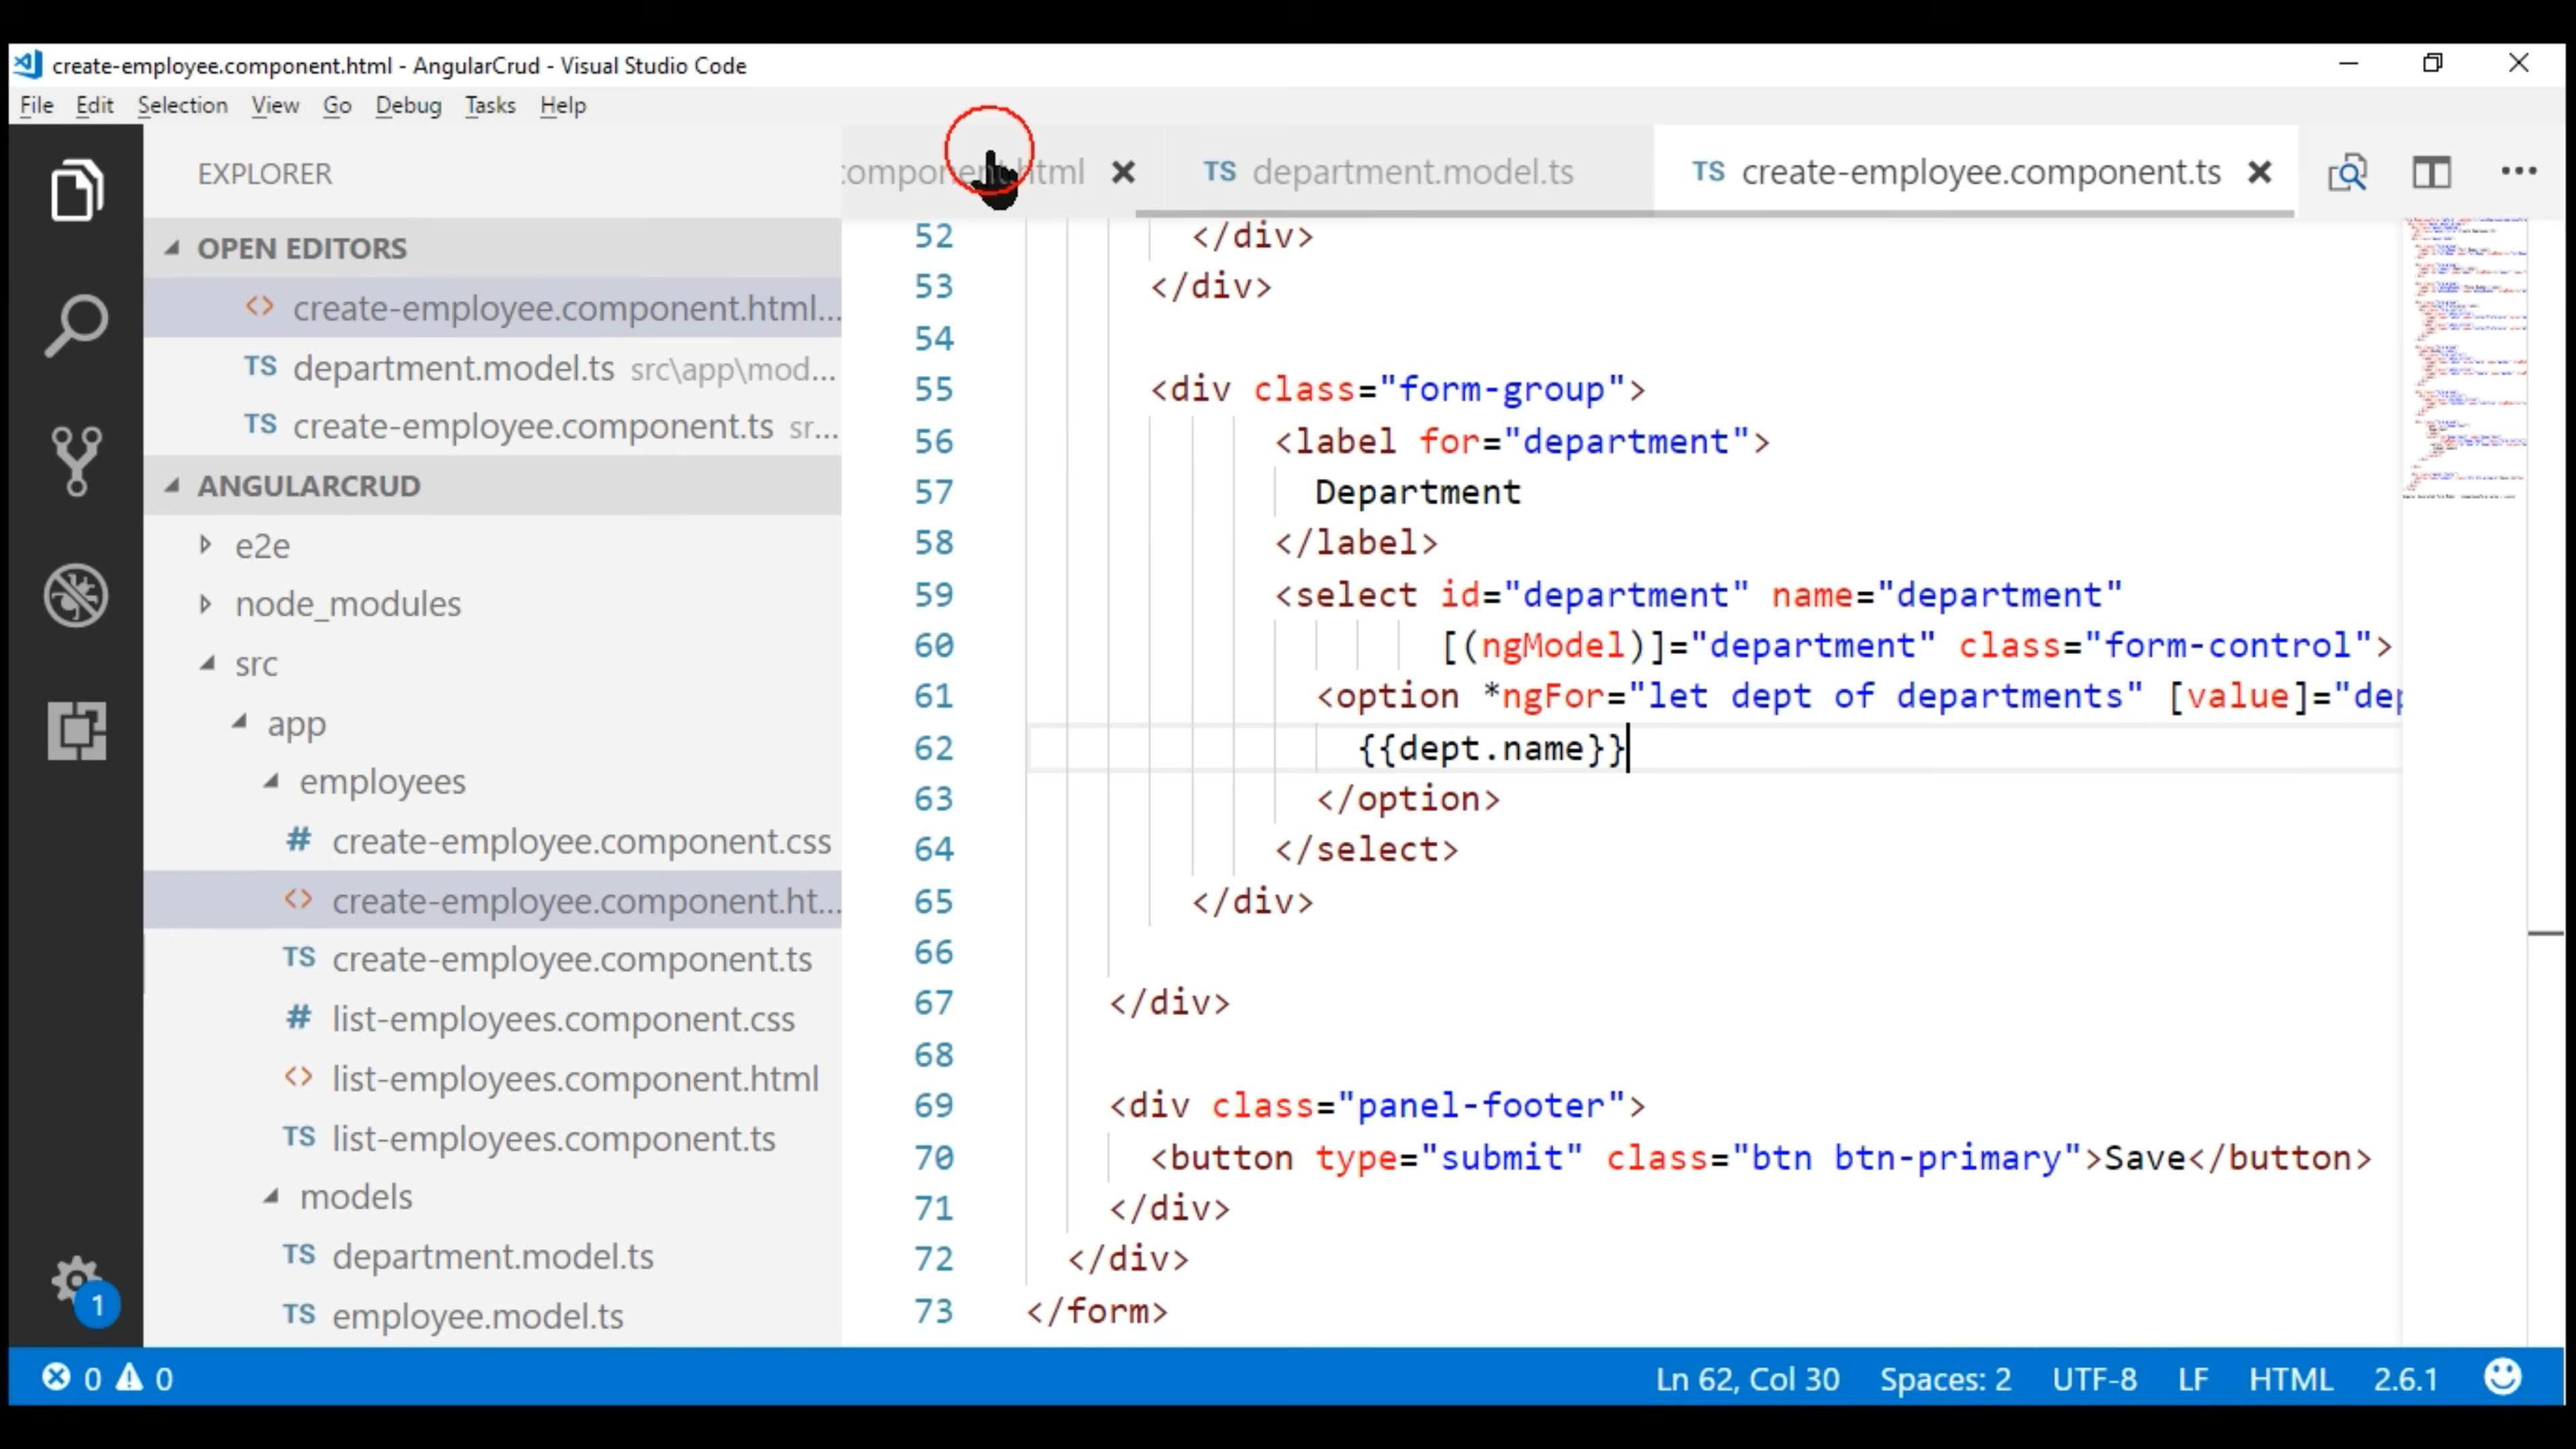 create-employee.component.html - AngularCrud - Visual Studio Code
File Edit Selection View Go Debug Tasks Help
EXPLORER
component.html
TS department.model.ts
TS create-employee.component.ts
OPEN EDITORS
<> create-employee.component.html...
TS department.model.ts src\app\mod...
TS create-employee.component.ts sr...
ANGULARCRUD
e2e
node_modules
src
app
employees
# create-employee.component.css
<> create-employee.component.ht...
TS create-employee.component.ts
# list-employees.component.css
<> list-employees.component.html
TS list-employees.component.ts
models
TS department.model.ts
TS employee.model.ts
1
52 </div>
53 </div>
54
55 <div class="form-group">
56 <label for="department">
57 Department
58 </label>
59 <select id="department" name="department"
60 [(ngModel)]="department" class="form-control">
61 <option *ngFor="let dept of departments" [value]="dep
62 {{dept.name}}
63 </option>
64 </select>
65 </div>
66
67 </div>
68
69 <div class="panel-footer">
70 <button type="submit" class="btn btn-primary">Save</button>
71 </div>
72 </div>
73 </form>
0 0
Ln 62, Col 30 Spaces: 2 UTF-8 LF HTML 2.6.1